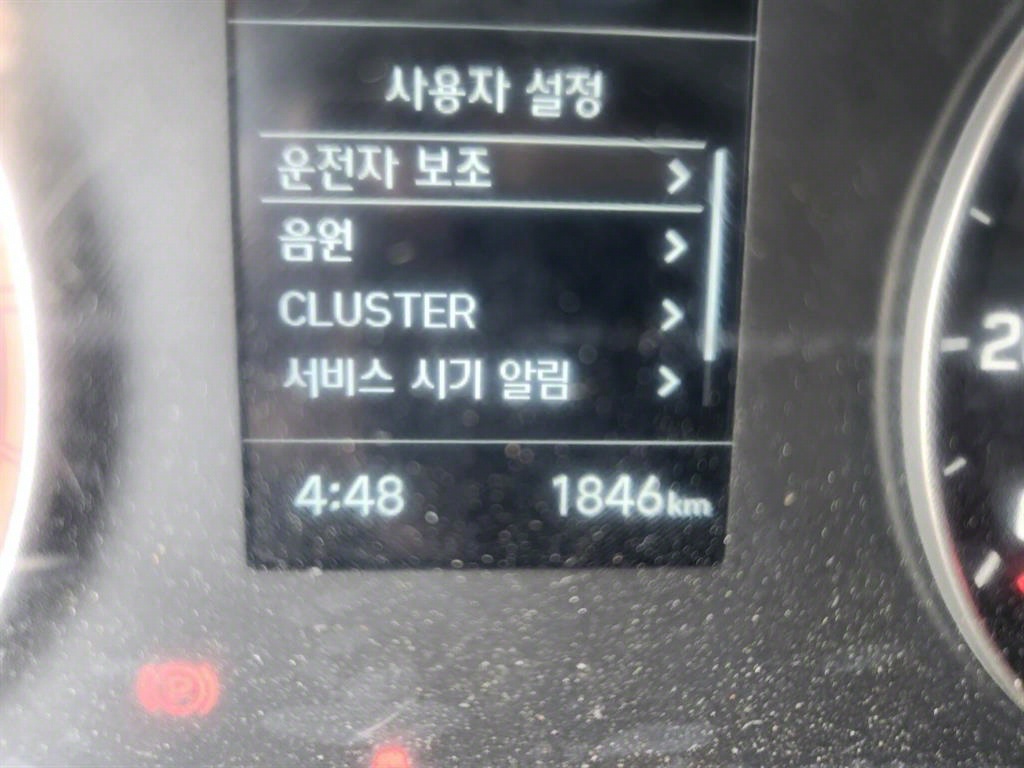 사용자 설정
운전자 보조
음원
CLUSTER
서비스 시기 알림
4:48 1846km
2